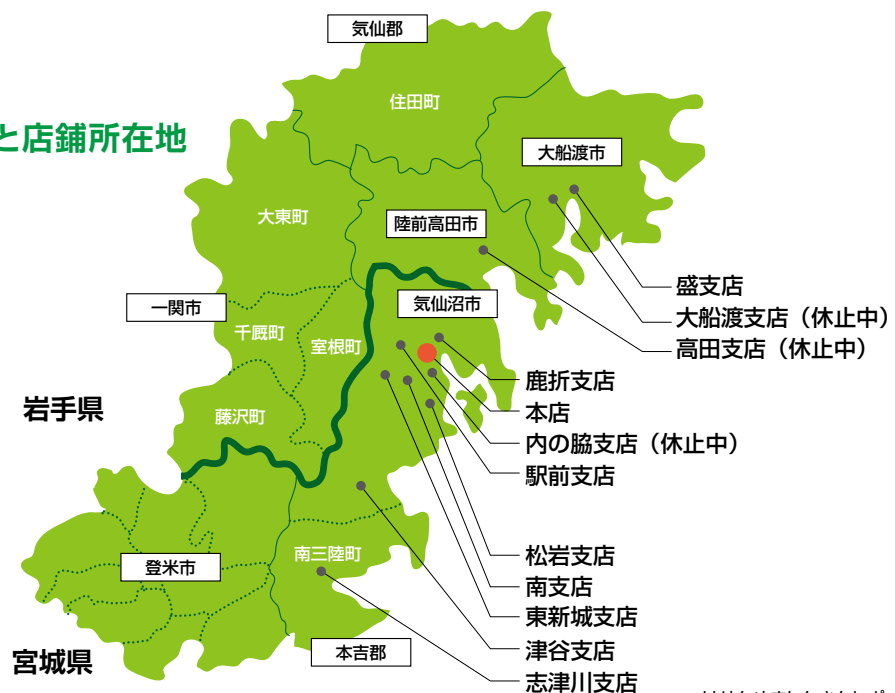 気仙郡
住田町
と店舗所在地
大船渡市
大東町
陸前高田市
盛支店
一関市
気仙沼市
大船渡支店（休止中）
千厩町
室根町
高田支店（休止中）
鹿折支店
岩手県
藤沢町
本店
内の脇支店（休止中）
駅前支店
松岩支店
南三陸町
登米市
南支店
東新城支店
宮城県
本吉郡
津谷支店
志津川支店